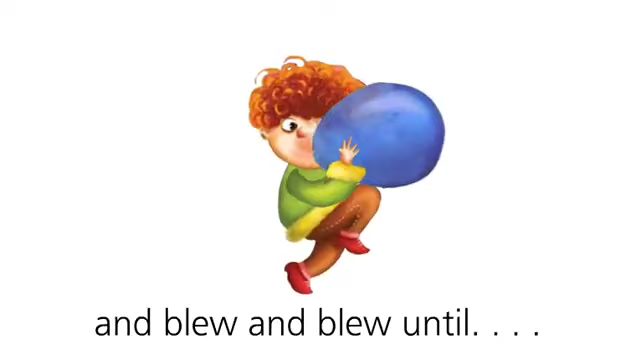 and blew and blew until. . . .